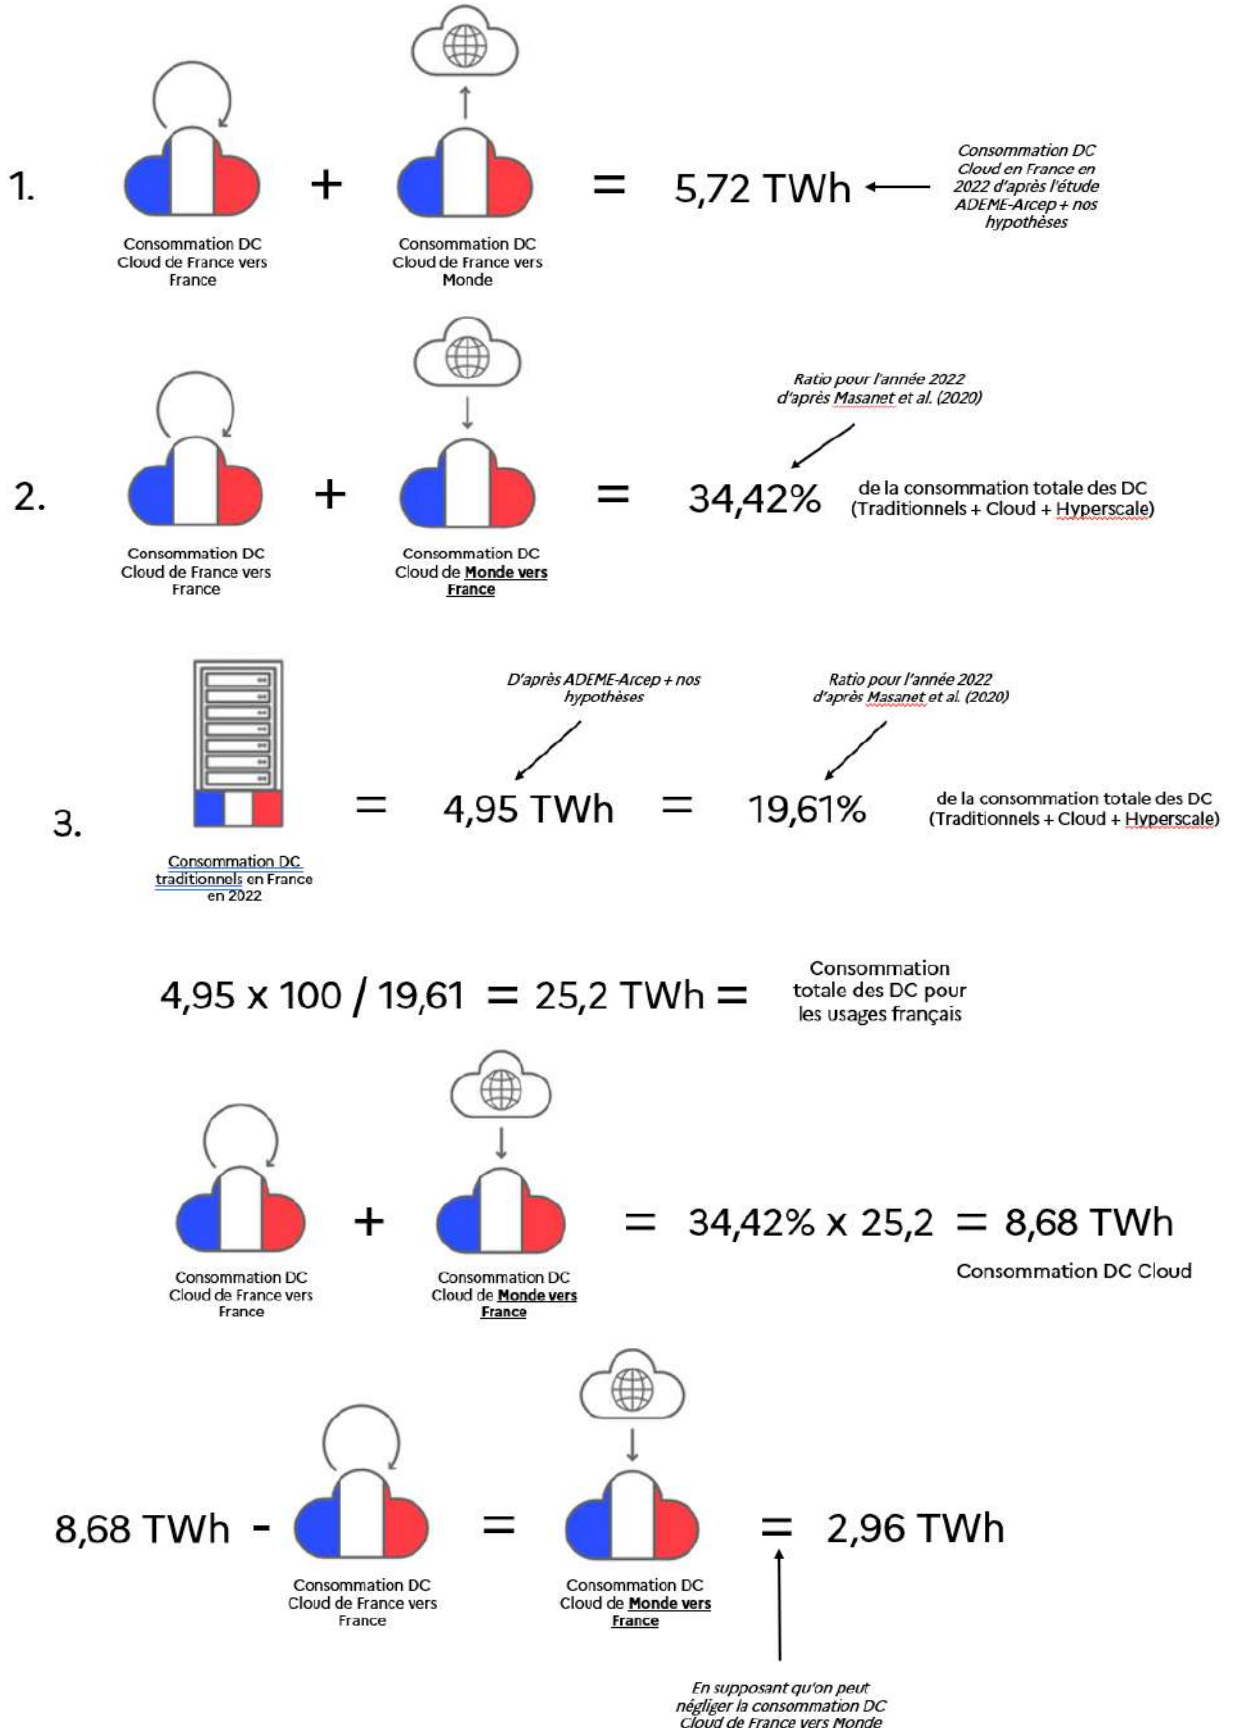 1.
+
=
5,72 TWh
Consommation DC
Cloud en France en
2022 d'après l'étude
ADEME-Arcep + nos
hypothèses
Consommation DC
Cloud de France vers
France
Consommation DC
Cloud de France vers
Monde
2.
+
=
34,42%
Ratio pour l'année 2022
d'après Masanet et al. (2020)
de la consommation totale des DC
(Traditionnels + Cloud + Hyperscale)
Consommation DC
Cloud de France vers
France
Consommation DC
Cloud de Monde vers
France
3.
D'après ADEME-Arcep + nos
hypothèses
Ratio pour l'année 2022
d'après Masanet et al. (2020)
=
4,95 TWh
=
19,61%
de la consommation totale des DC
(Traditionnels + Cloud + Hyperscale)
Consommation DC
traditionnels en France
en 2022
4,95 x 100 / 19,61 = 25,2 TWh =
Consommation
totale des DC pour
les usages français
+
= 34,42% x 25,2 = 8,68 TWh
Consommation DC Cloud
Consommation DC
Cloud de France vers
France
Consommation DC
Cloud de Monde vers
France
8,68 TWh -
=
= 2,96 TWh
Consommation DC
Cloud de France vers
France
Consommation DC
Cloud de Monde vers
France
En supposant qu'on peut
négliger la consommation DC
Cloud de France vers Monde